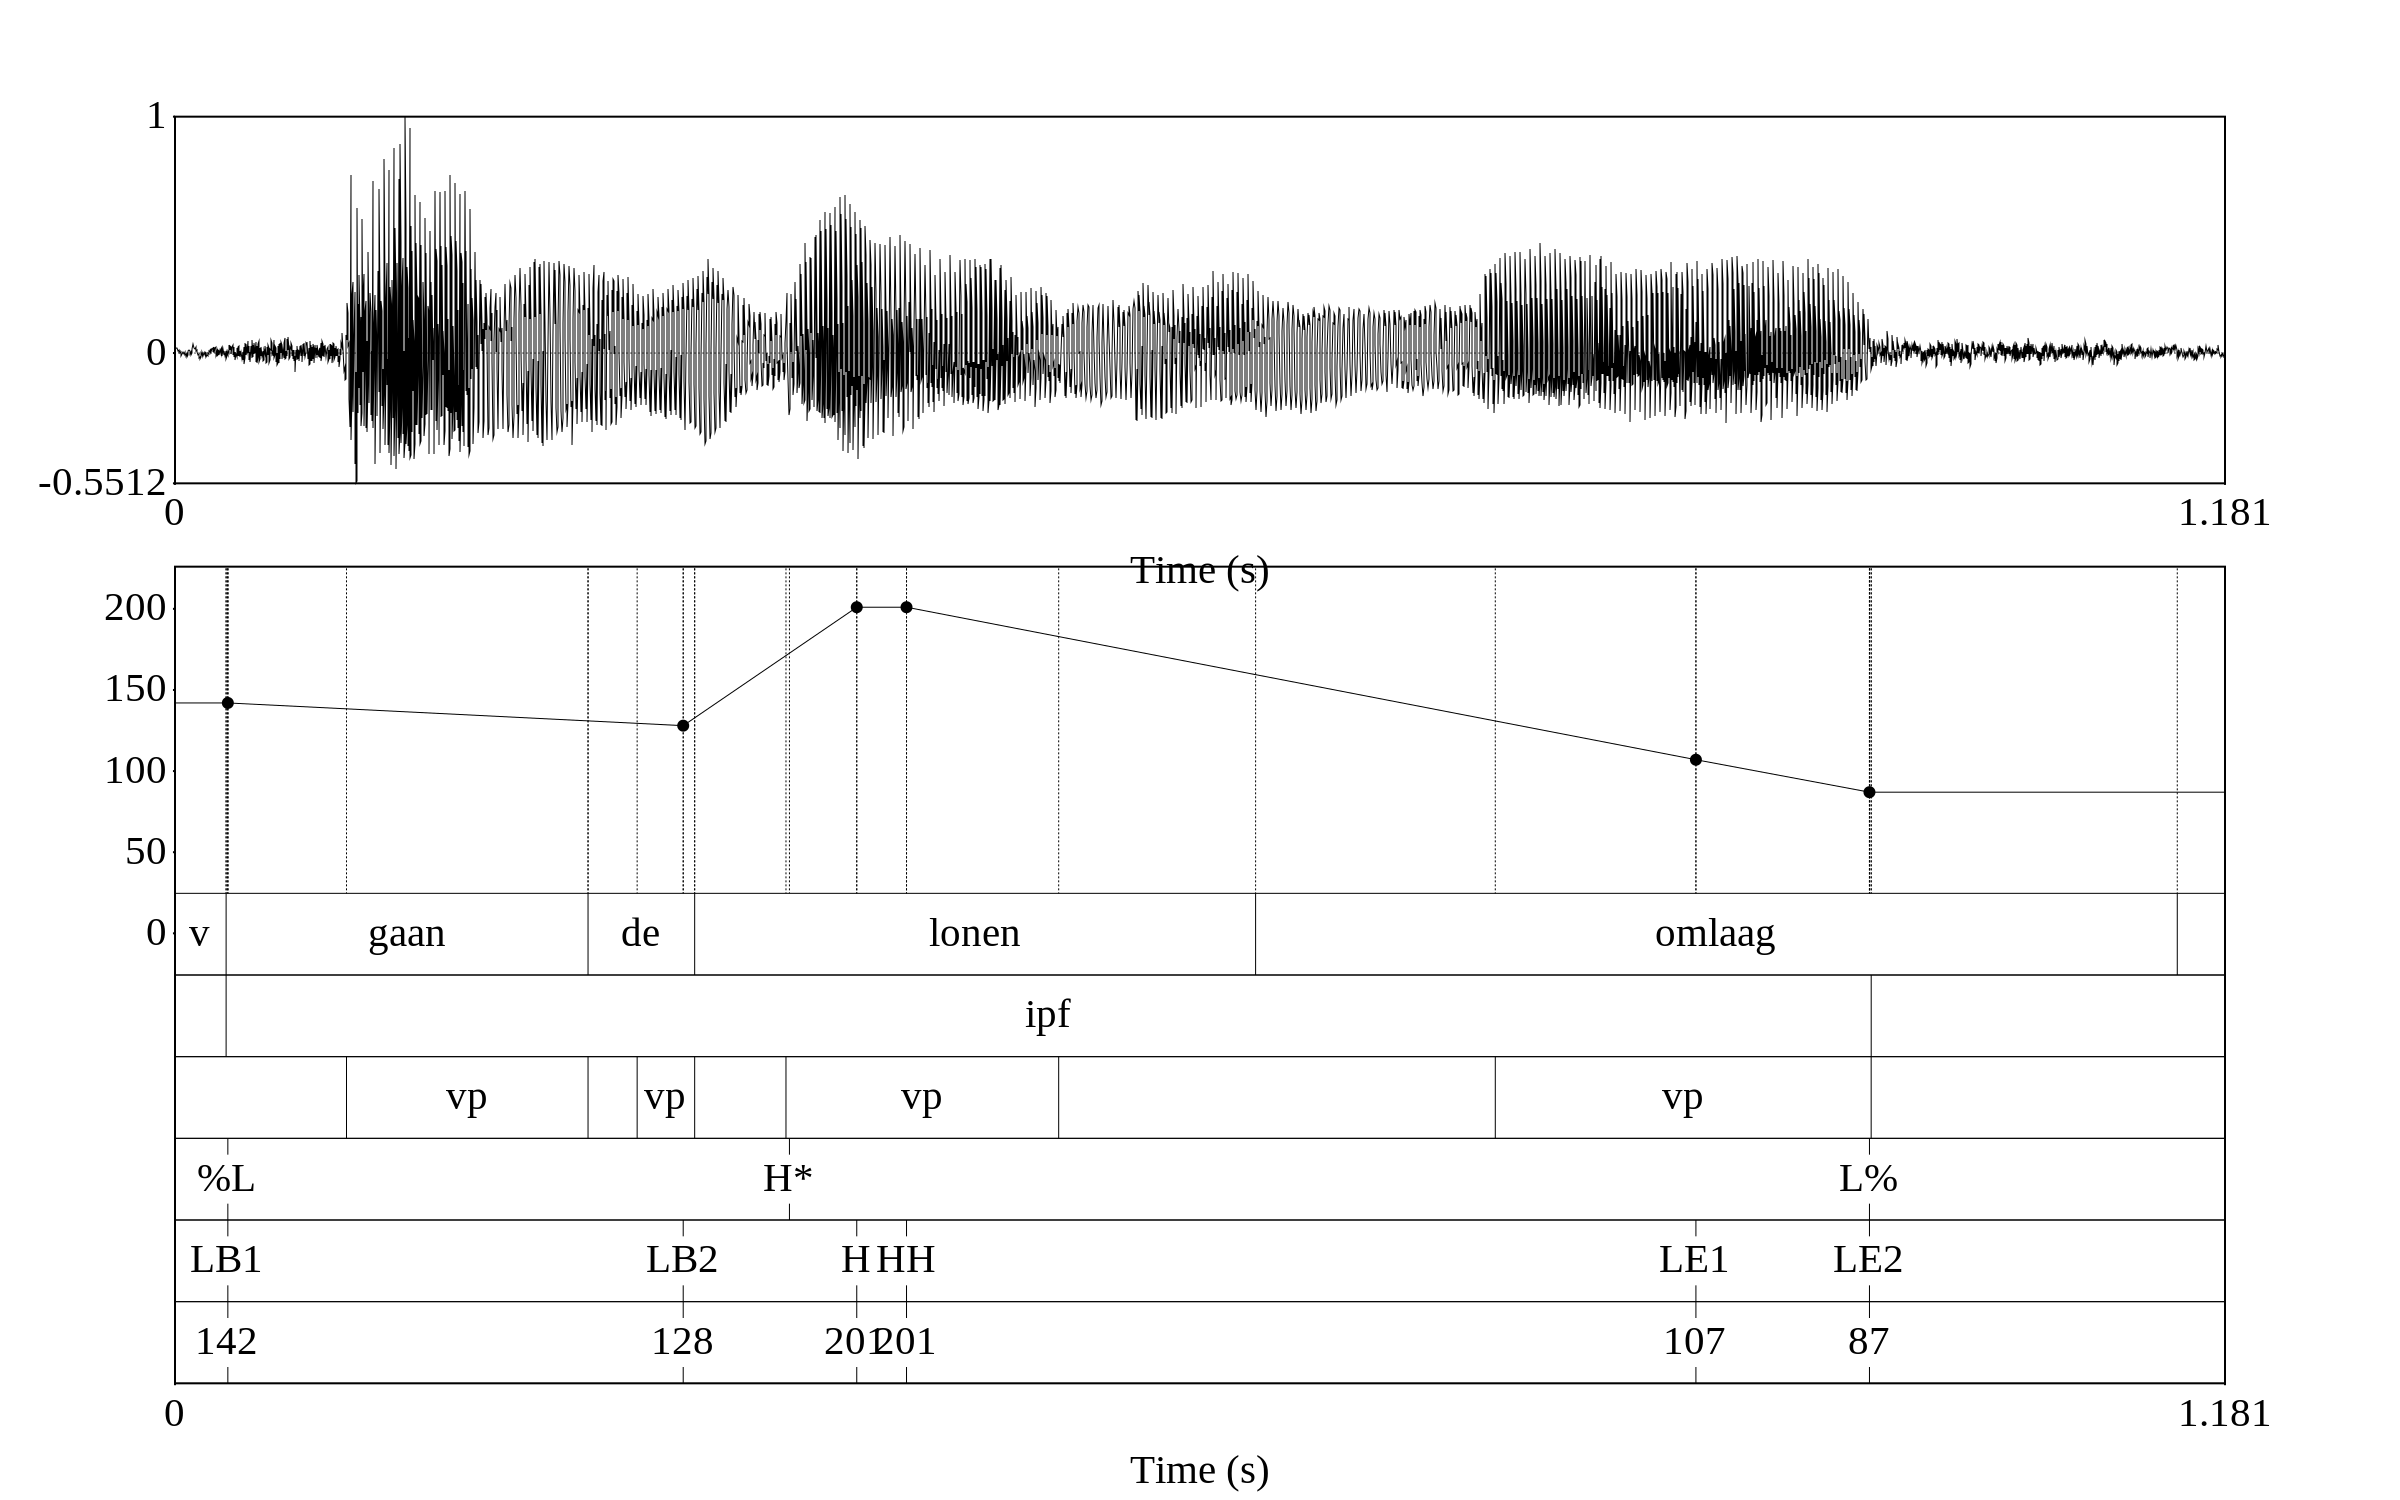 1
0
-0.5512
0 1.181
Time (s)
200
150
100
50
0
v gaan de lonen omlaag
ipf
vp vp vp vp
%L H* L%
LB1 LB2 H HH LE1 LE2
142 128 201 201 107 87
0 1.181
Time (s)